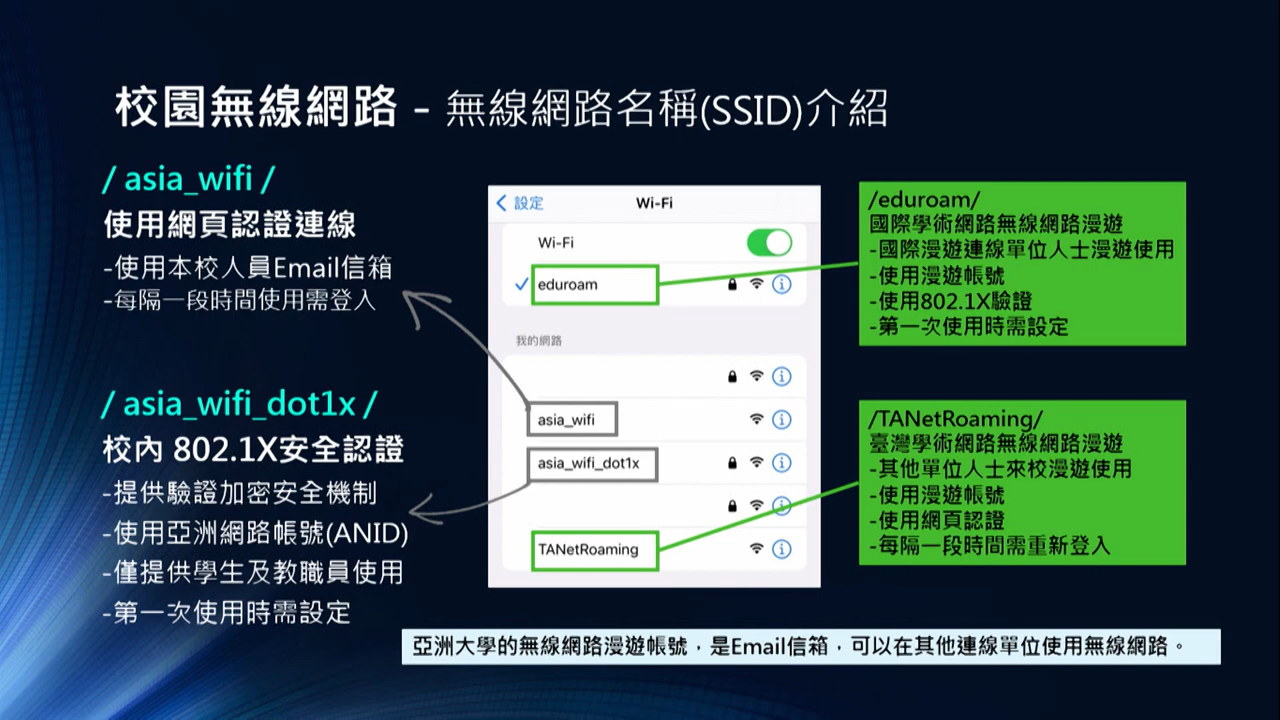 校園無線網路 - 無線網路名稱(SSID)介紹
/ asia_wifi /
使用網頁認證連線
-使用本校人員Email信箱
-每隔一段時間使用需登入
/ asia_wifi_dot1x /
校內 802.1X安全認證
-提供驗證加密安全機制
-使用亞洲網路帳號(ANID)
-僅提供學生及教職員使用
-第一次使用時需設定
設定
Wi-Fi
Wi-Fi
eduroam
我的網路
asia_wifi
asia_wifi_dot1x
TANetRoaming
/eduroam/
國際學術網路無線網路漫遊
-國際漫遊連線單位人士漫遊使用
-使用漫遊帳號
-使用802.1X驗證
-第一次使用時需設定
/TANetRoaming/
臺灣學術網路無線網路漫遊
-其他單位人士來校漫遊使用
-使用漫遊帳號
-使用網頁認證
-每隔一段時間需重新登入
亞洲大學的無線網路漫遊帳號，是Email信箱，可以在其他連線單位使用無線網路。